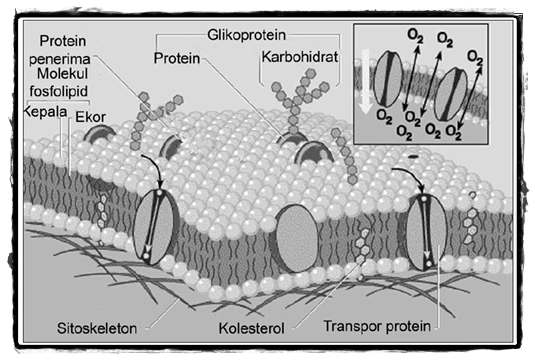 Protein
penerima
Molekul
fosfolipid
Kepala
Ekor
Glikoprotein
Protein
Karbohidrat
O2
O2
O2
O2
O2
O2
O2
O2
O2
Sitoskeleton
Kolesterol
Transpor protein